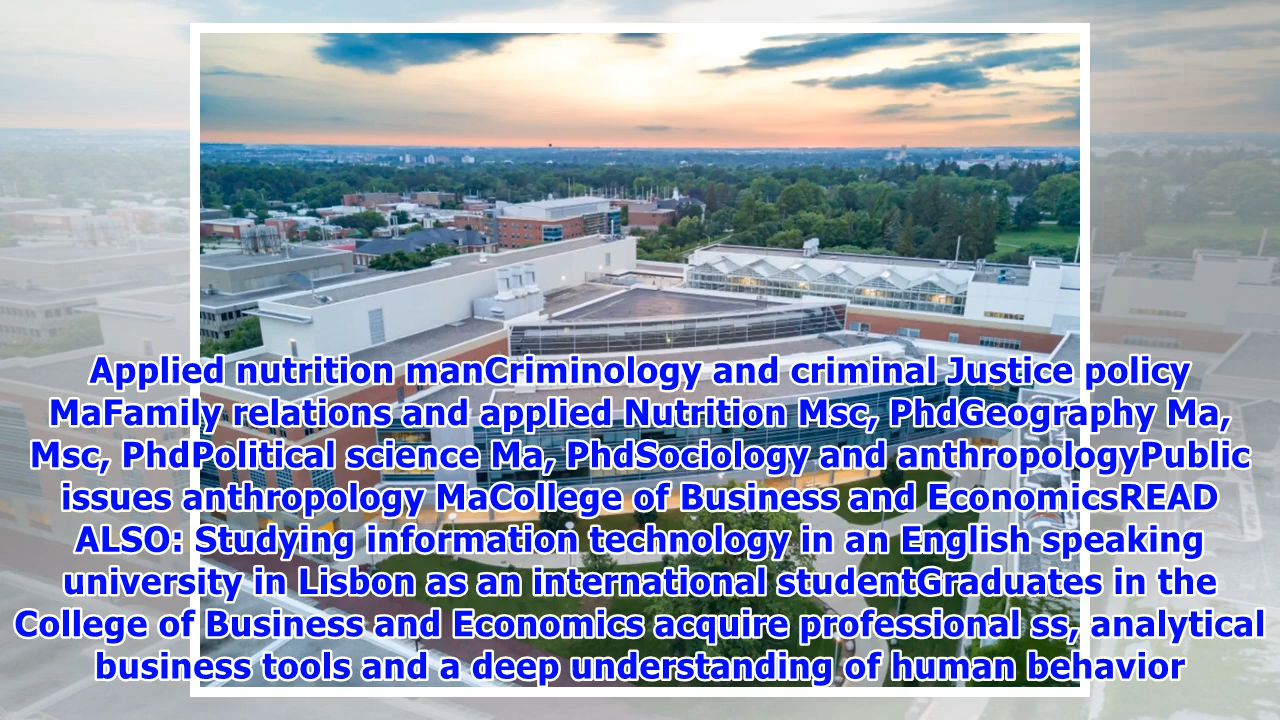 Applied nutrition manCriminology and criminal Justice policy
MaFamily relations and applied Nutrition Msc, PhdGeography Ma,
Msc, PhdPolitical science Ma, PhdSociology and anthropologyPublic
issues anthropology MaCollege of Business and EconomicsREAD
ALSO: Studying information technology in an English speaking
university in Lisbon as an international studentGraduates in the
College of Business and Economics acquire professional ss, analytical
business tools and a deep understanding of human behavior